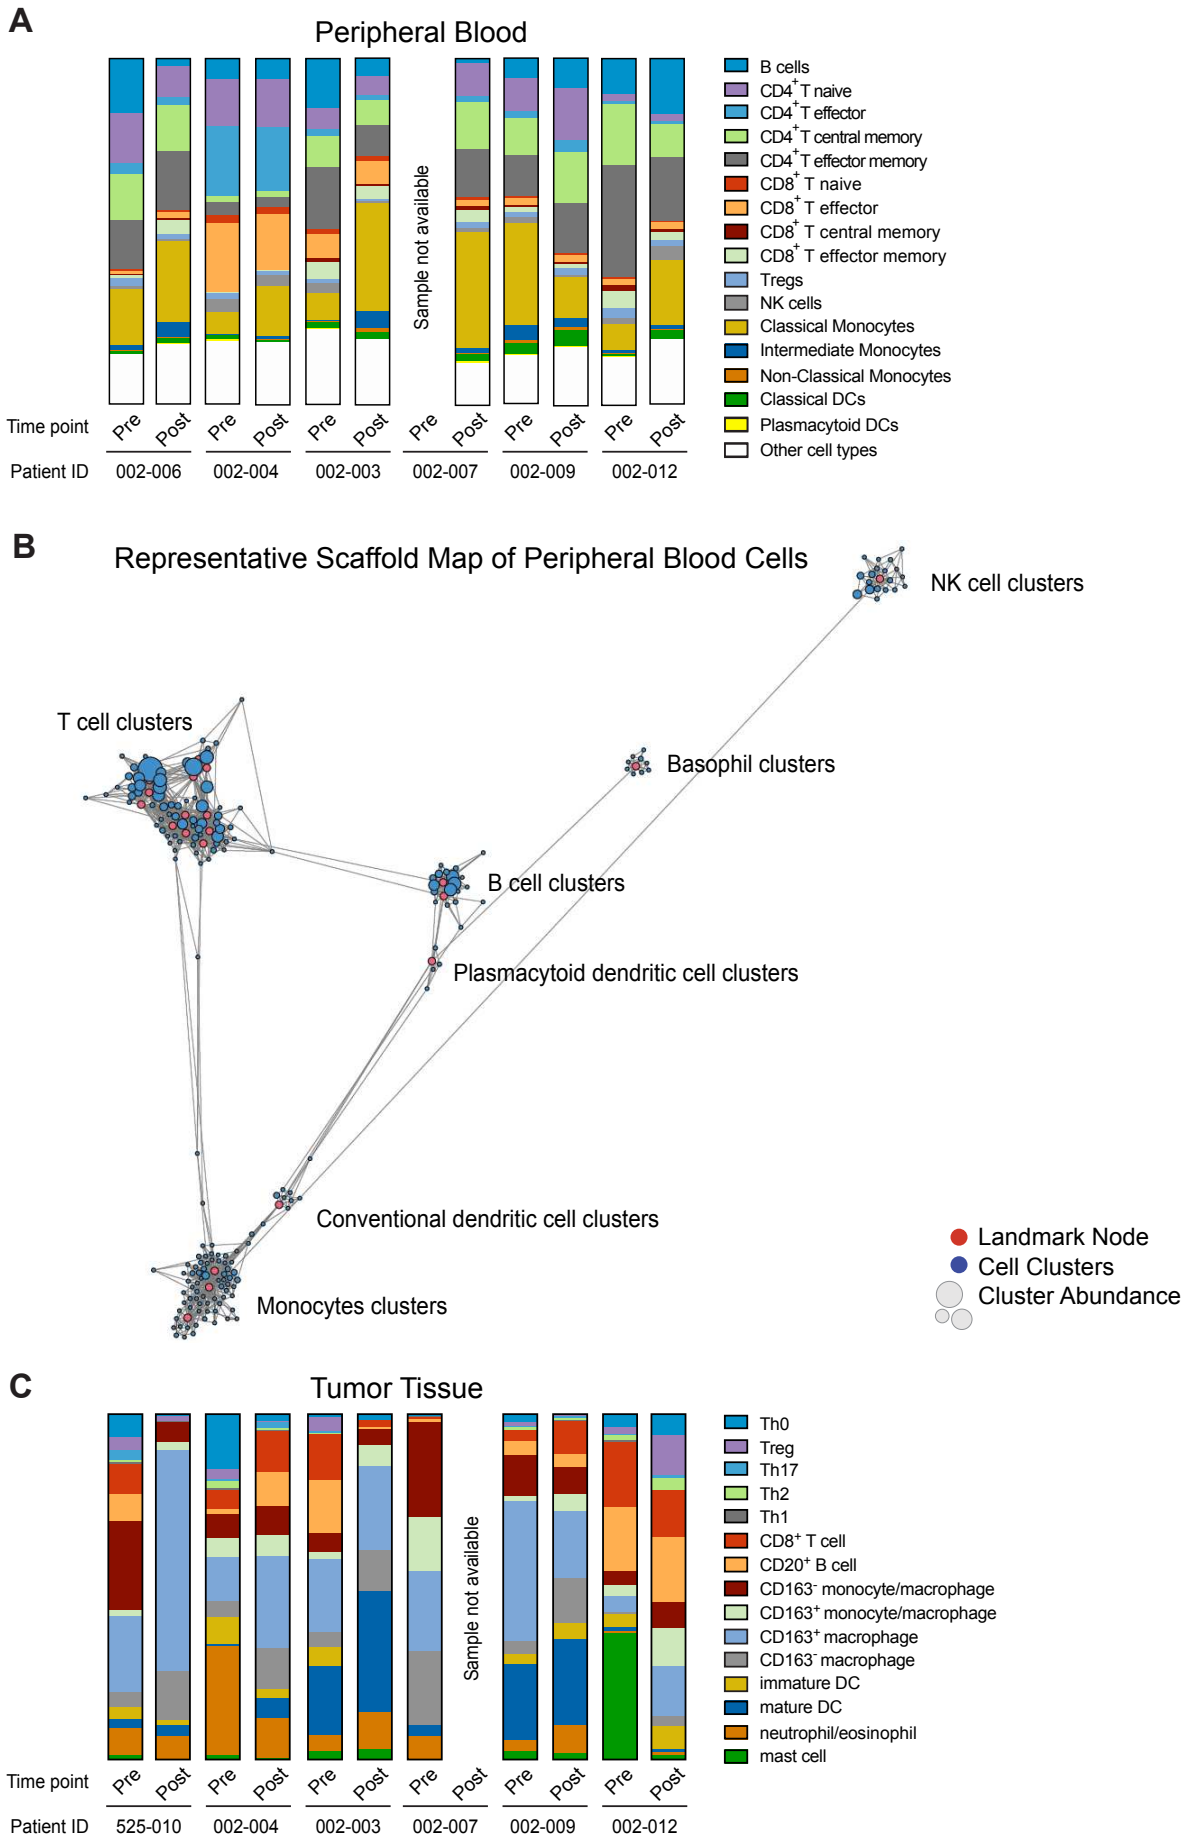 A
Peripheral Blood
Sample not available
B cells
CD4+ T naive
CD4+ T effector
CD4+ T central memory
CD4+ T effector memory
CD8+ T naive
CD8+ T effector
CD8+ T central memory
CD8+ T effector memory
Tregs
NK cells
Classical Monocytes
Intermediate Monocytes
Non-Classical Monocytes
Classical DCs
Plasmacytoid DCs
Other cell types
Time point Pre Post Pre Post Pre Post Pre Post Pre Post Pre Post
Patient ID 002-006 002-004 002-003 002-007 002-009 002-012
B
Representative Scaffold Map of Peripheral Blood Cells
NK cell clusters
T cell clusters
Basophil clusters
B cell clusters
Plasmacytoid dendritic cell clusters
Conventional dendritic cell clusters
Monocytes clusters
Landmark Node
Cell Clusters
Cluster Abundance
C
Tumor Tissue
Sample not available
Th0
Treg
Th17
Th2
Th1
CD8+ T cell
CD20+ B cell
CD163- monocyte/macrophage
CD163+ monocyte/macrophage
CD163+ macrophage
CD163- macrophage
immature DC
mature DC
neutrophil/eosinophil
mast cell
Time point Pre Post Pre Post Pre Post Pre Post Pre Post Pre Post
Patient ID 525-010 002-004 002-003 002-007 002-009 002-012